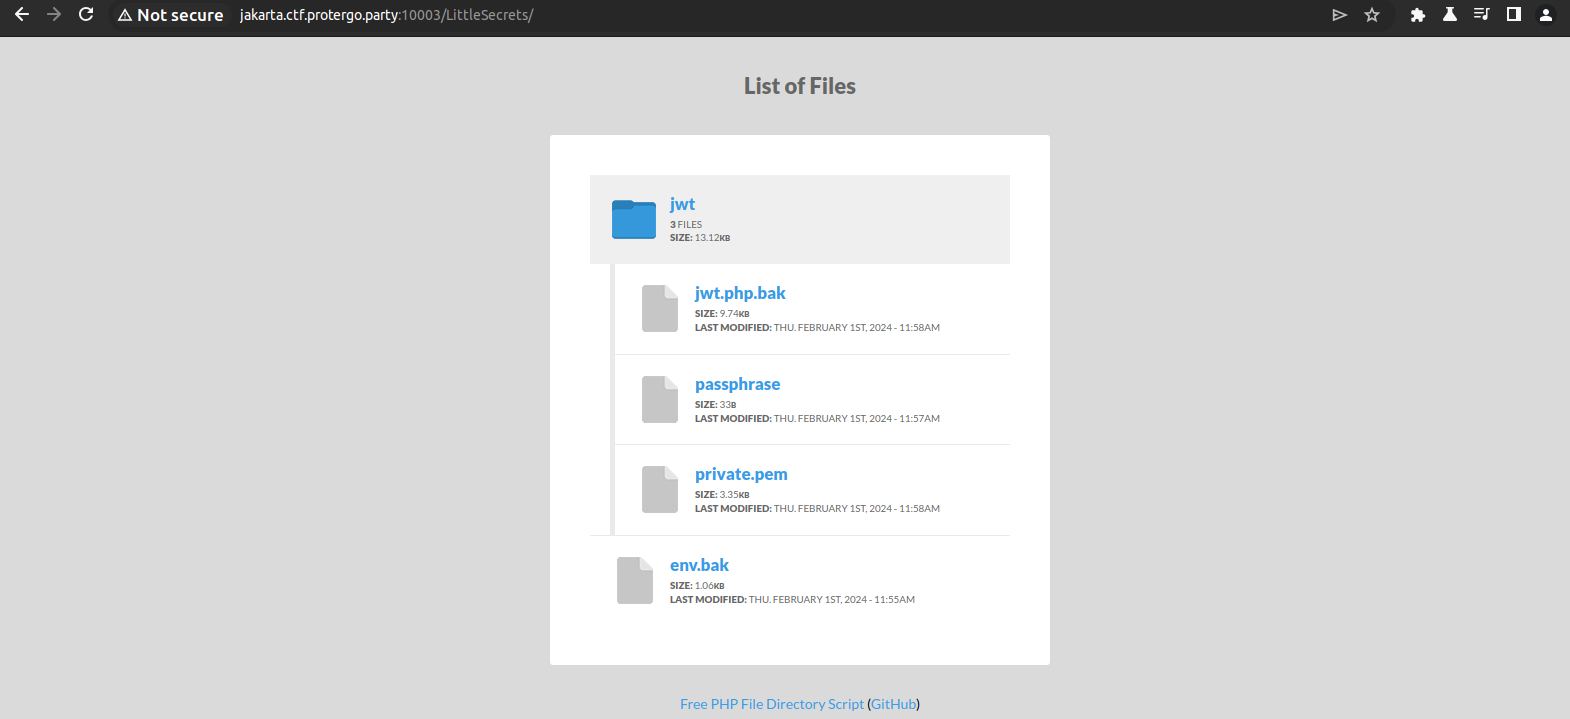 Not secure jakarta.ctf.protergo.party:10003/LittleSecrets/
List of Files
jwt
3 FILES
SIZE: 13.12KB
jwt.php.bak
SIZE: 9.74KB
LAST MODIFIED: THU. FEBRUARY 1ST, 2024 - 11:58AM
passphrase
SIZE: 33B
LAST MODIFIED: THU. FEBRUARY 1ST, 2024 - 11:57AM
private.pem
SIZE: 3.35KB
LAST MODIFIED: THU. FEBRUARY 1ST, 2024 - 11:58AM
env.bak
SIZE: 1.06KB
LAST MODIFIED: THU. FEBRUARY 1ST, 2024 - 11:55AM
Free PHP File Directory Script (GitHub)